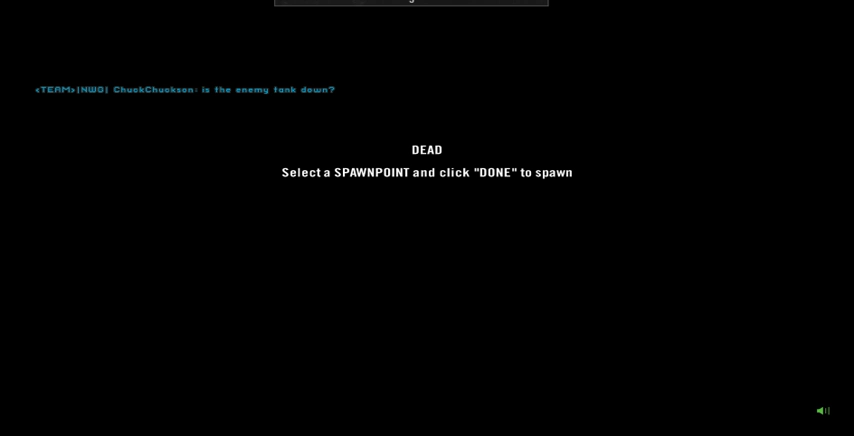 <TEAM>|NWO| ChuckChuckson: is the enemy tank down?
DEAD
Select a SPAWNPOINT and click "DONE" to spawn